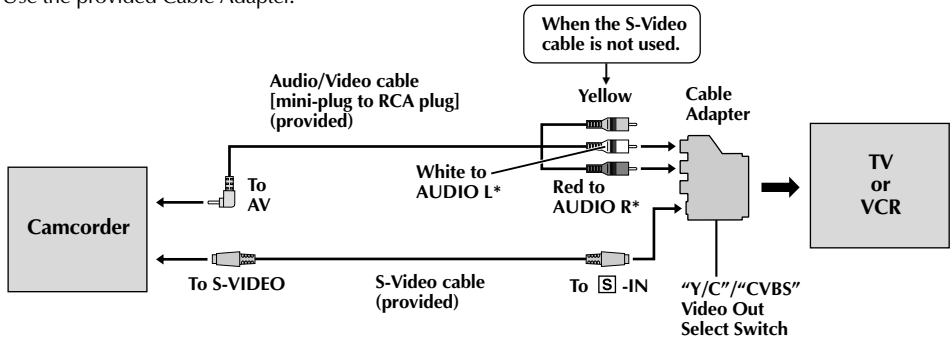 Use the provided Cable Adapter.
When the S-Video
cable is not used.
Audio/Video cable
[mini-plug to RCA plug]
(provided)
Yellow
Cable
Adapter
TV
or
VCR
White to
AUDIO L*
Red to
AUDIO R*
To
AV
Camcorder
To S-VIDEO
S-Video cable
(provided)
To S -IN
“Y/C”/“CVBS”
Video Out
Select Switch